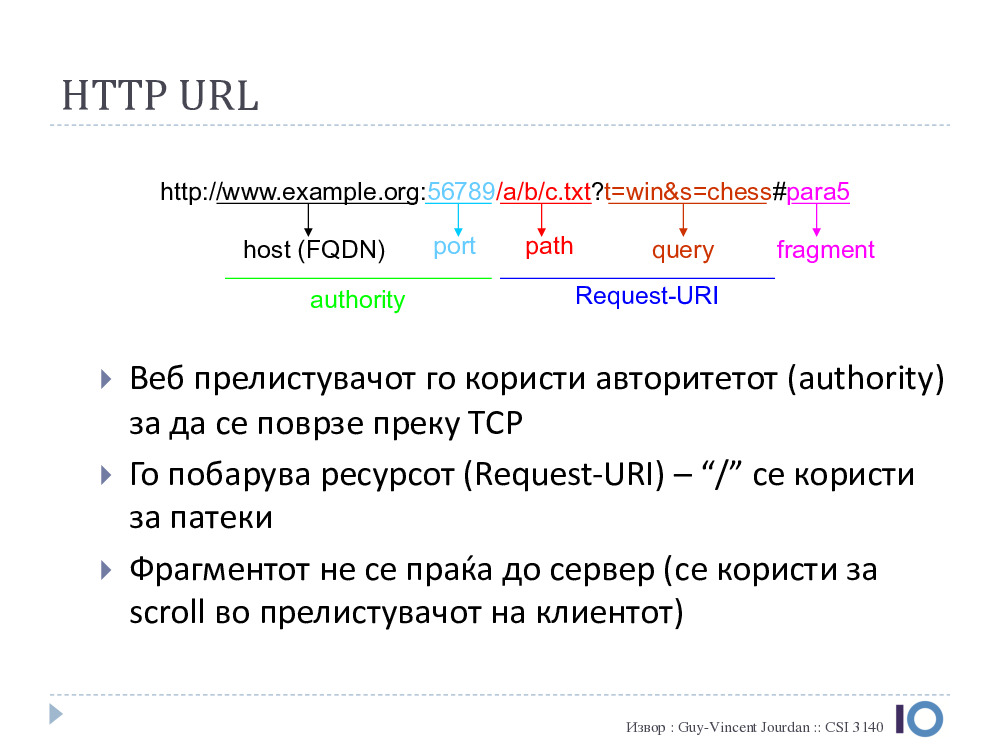 HTTP URL
http://www.example.org:56789/a/b/c.txt?t=win&s=chess#para5
host (FQDN) port path query fragment
authority Request-URI
Веб прелистувачот го користи авторитетот (authority)
за да се поврзе преку TCP
Го побарува ресурсот (Request-URI) – “/” се користи
за патеки
Фрагментот не се праќа до сервер (се користи за
scroll во прелистувачот на клиентот)
Извор : Guy-Vincent Jourdan :: CSI 3140